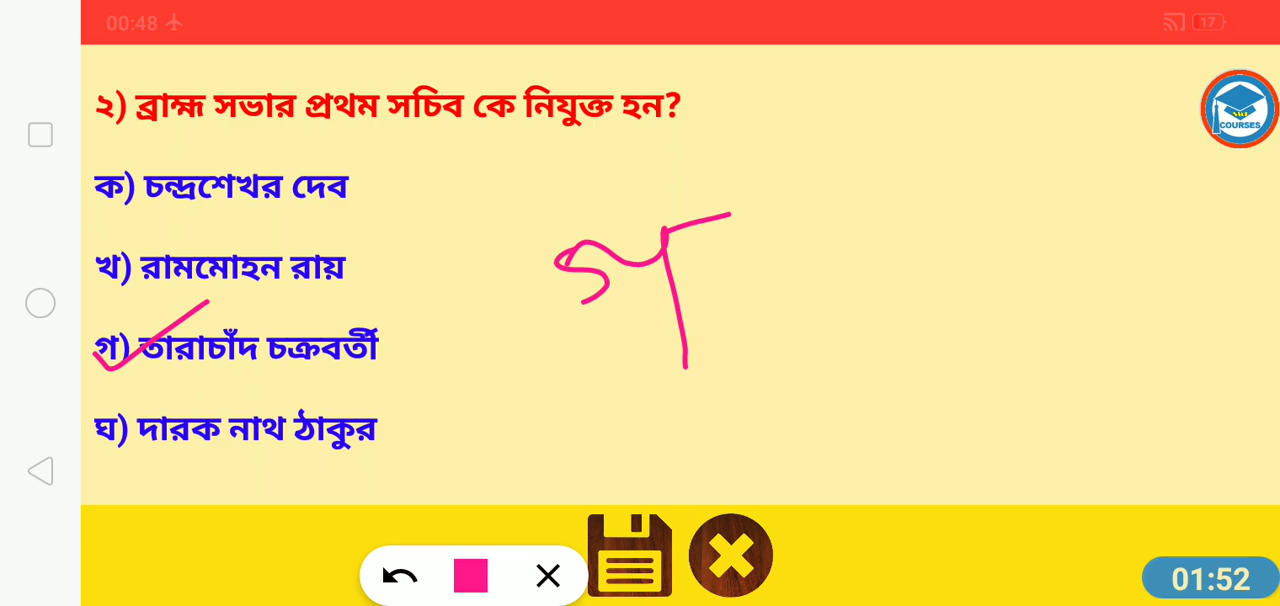 00:48
17
২) ব্রাহ্ম সভার প্রথম সচিব কে নিযুক্ত হন?
COURSES
ক) চন্দ্রশেখর দেব
খ) রামমোহন রায়
গ) তারাচাঁদ চক্রবর্তী
ঘ) দারক নাথ ঠাকুর
01:52